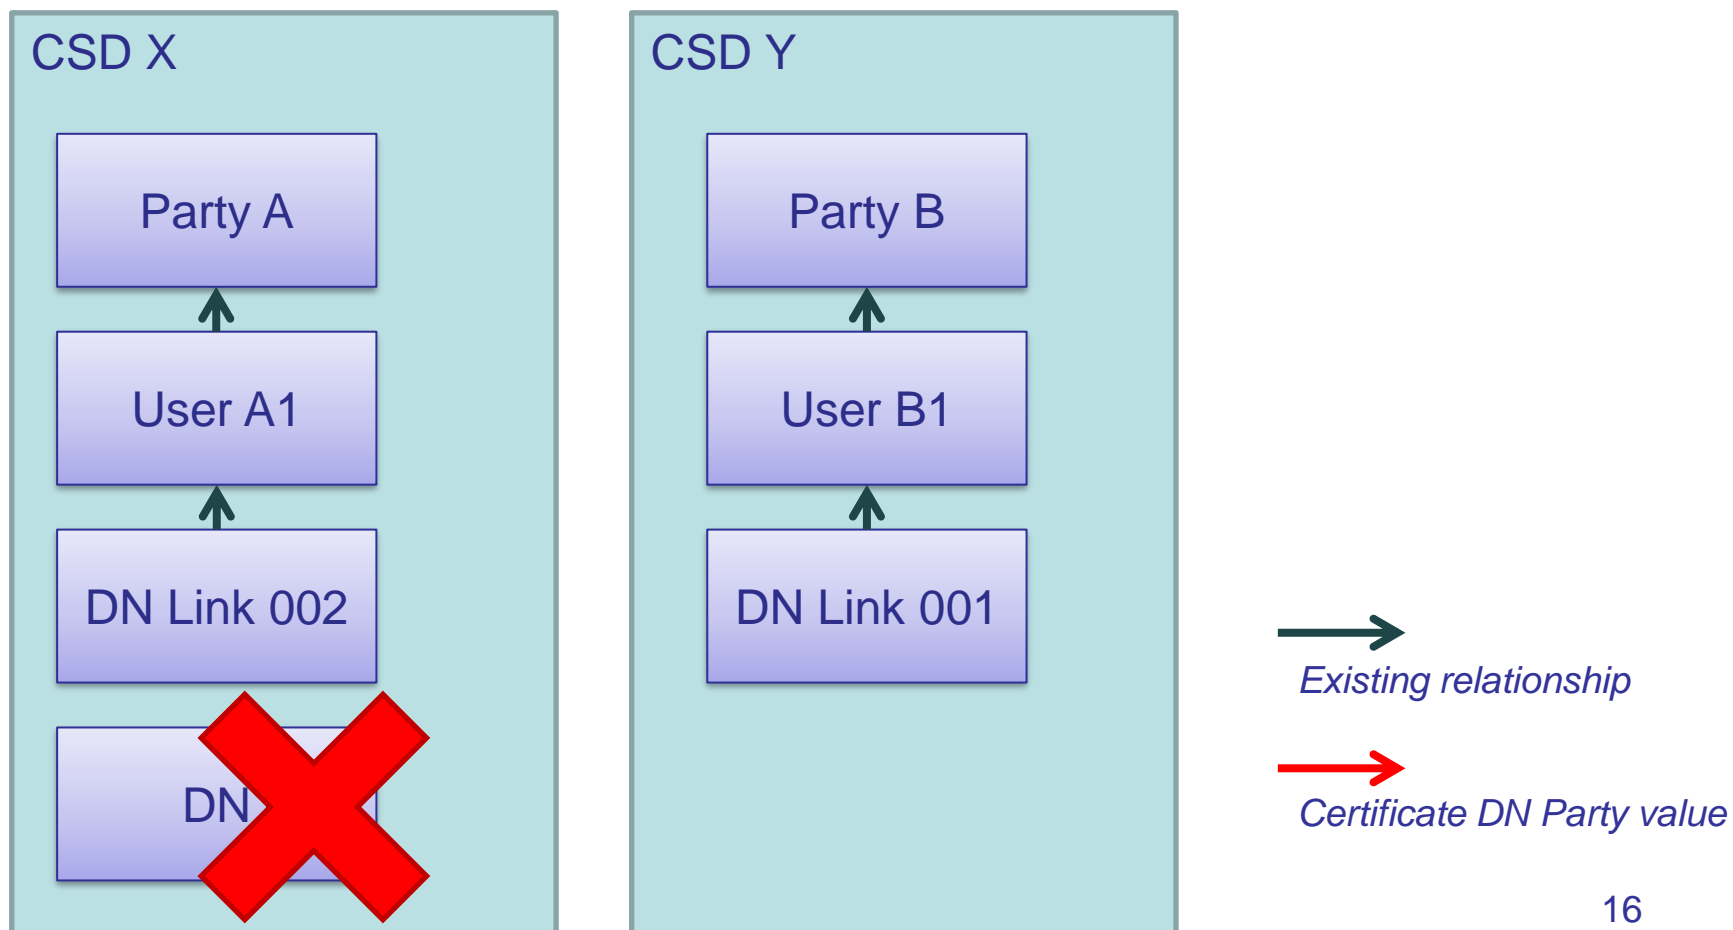 CSD X
Party A
User A1
DN Link 002
DN
CSD Y
Party B
User B1
DN Link 001
Existing relationship
Certificate DN Party value
16